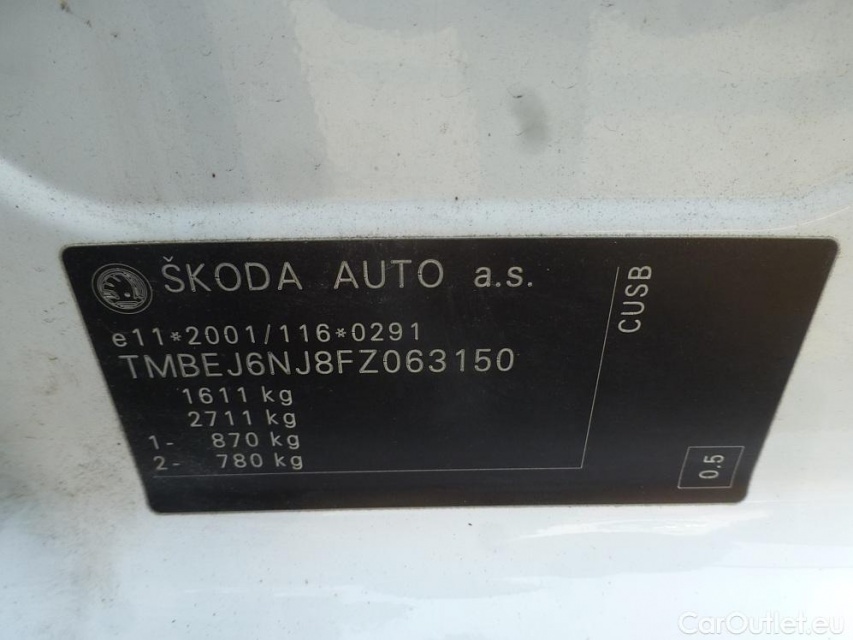 ŠKODA AUTO a.s.
e11*2001/116*0291
TMBEJ6NJ8FZ063150
1611 kg
2711 kg
1- 870 kg
2- 780 kg
CUSB
0.5
CarOutlet.eu